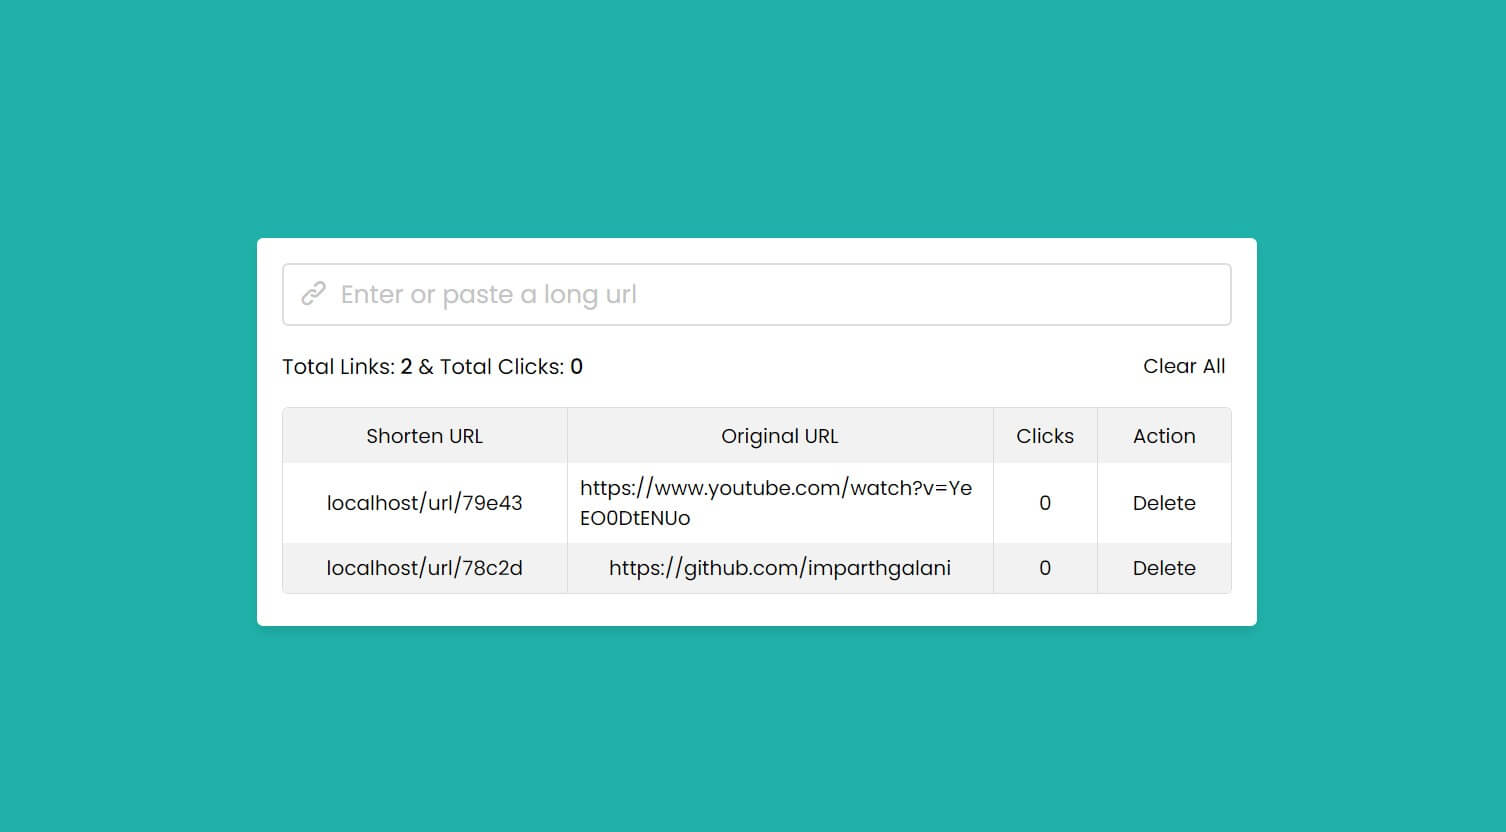 Enter or paste a long url
Total Links: 2 & Total Clicks: 0 Clear All
Shorten URL Original URL Clicks Action
localhost/url/79e43 https://www.youtube.com/watch?v=Ye 0 Delete
EO0DtENUo
localhost/url/78c2d https://github.com/imparthgalani 0 Delete